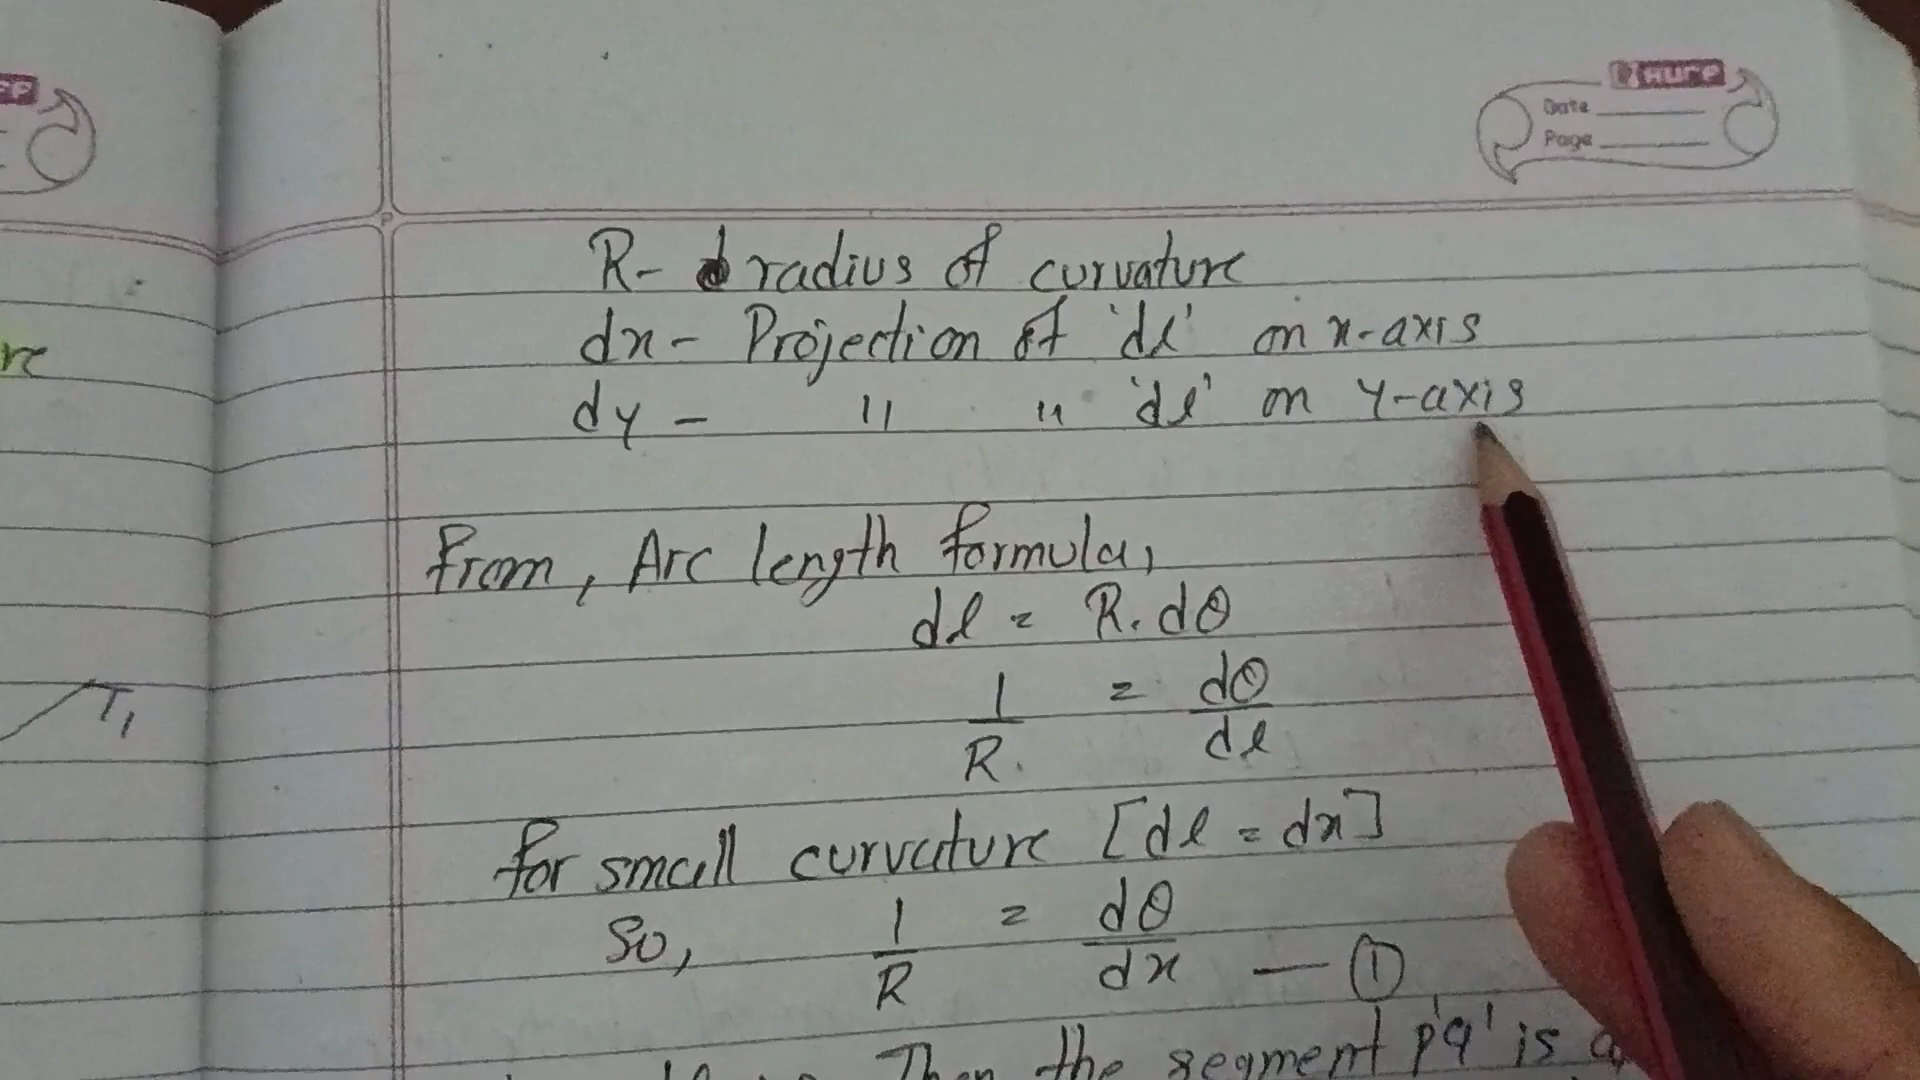 Date
Page
R- radius of curvature
dx - Projection of 'dl' on x-axis
dy - " " 'dl' on Y-axis
From, Arc length formula,
dl = R. dθ
1/R. = dθ/dl
For small curvature [dl = dx]
So, 1/R = dθ/dx — ①
Then the segment p'q' is
T₁